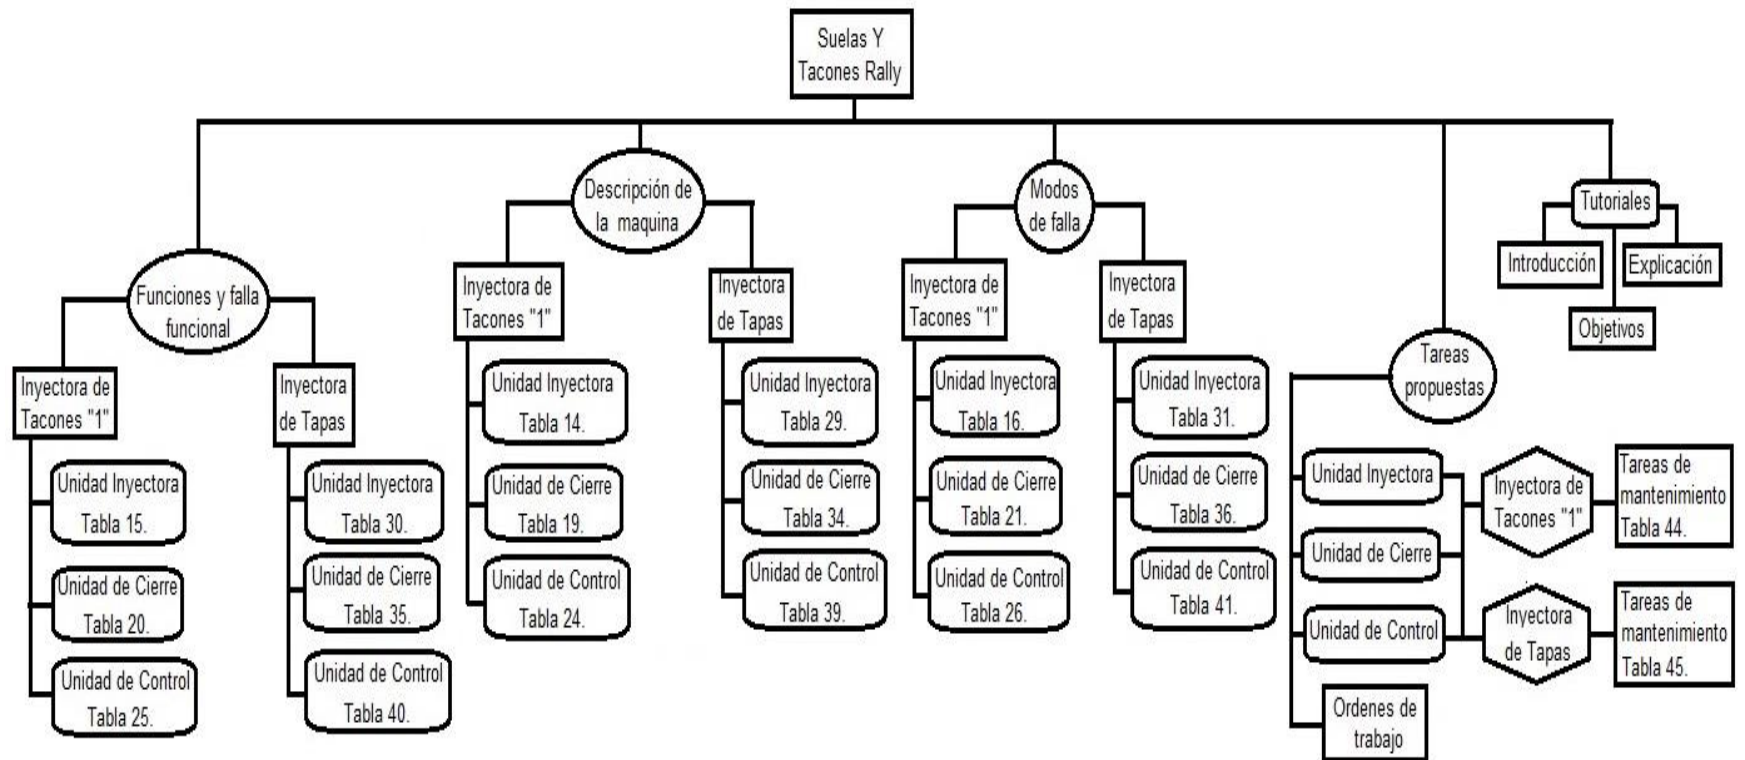 Suelas Y
Tacones Rally
Funciones y falla
funcional
Inyectora de
Tacones "1"
Unidad Inyectora
Tabla 15.
Unidad de Cierre
Tabla 20.
Unidad de Control
Tabla 25.
Inyectora
de Tapas
Unidad Inyectora
Tabla 30.
Unidad de Cierre
Tabla 35.
Unidad de Control
Tabla 40.
Descripción de
la maquina
Inyectora de
Tacones "1"
Unidad Inyectora
Tabla 14.
Unidad de Cierre
Tabla 19.
Unidad de Control
Tabla 24.
Inyectora
de Tapas
Unidad Inyectora
Tabla 29.
Unidad de Cierre
Tabla 34.
Unidad de Control
Tabla 39.
Modos
de falla
Inyectora de
Tacones "1"
Unidad Inyectora
Tabla 16.
Unidad de Cierre
Tabla 21.
Unidad de Control
Tabla 26.
Inyectora
de Tapas
Unidad Inyectora
Tabla 31.
Unidad de Cierre
Tabla 36.
Unidad de Control
Tabla 41.
Tareas
propuestas
Unidad Inyectora
Unidad de Cierre
Unidad de Control
Ordenes de
trabajo
Inyectora de
Tacones "1"
Tareas de
mantenimiento
Tabla 44.
Inyectora
de Tapas
Tareas de
mantenimiento
Tabla 45.
Tutoriales
Introducción
Explicación
Objetivos